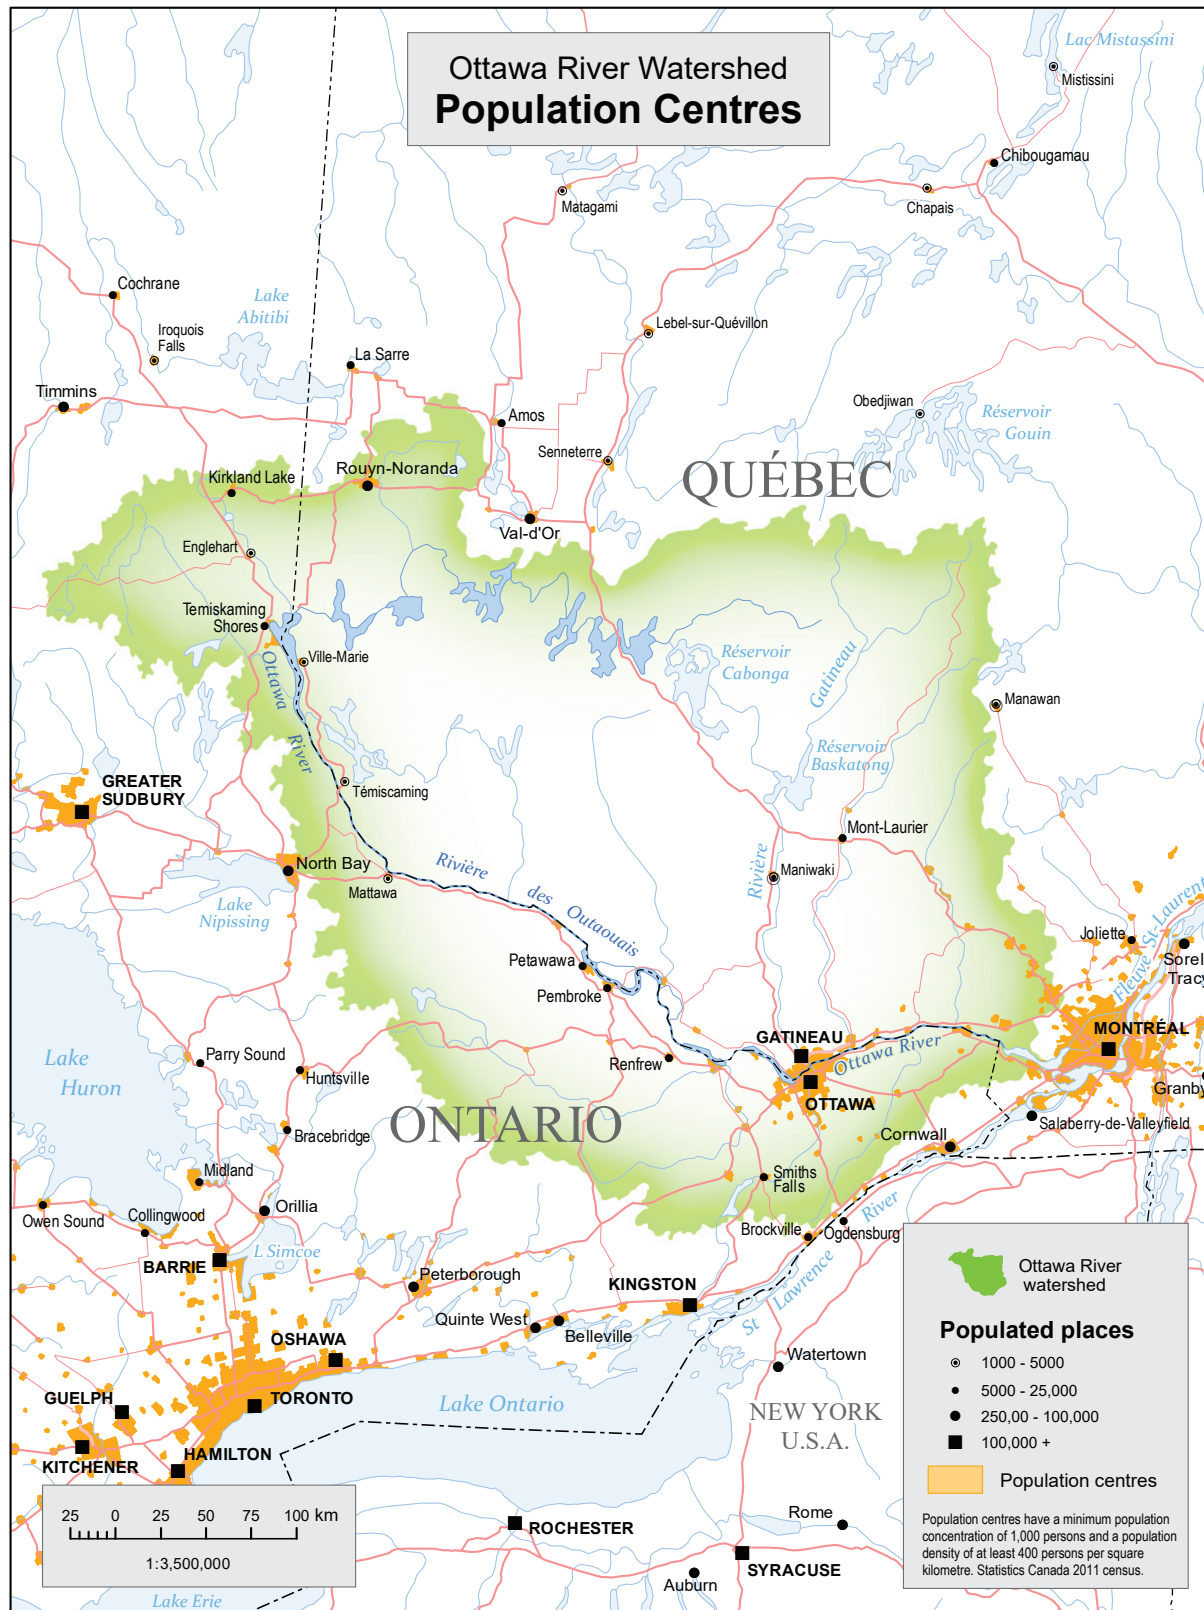 Ottawa River Watershed
Population Centres
Lac Mistassini
Mistissini
Chibougamau
Chapais
Matagami
Cochrane
Lake
Abitibi
Iroquois
Falls
Lebel-sur-Quévillon
La Sarre
Timmins
Amos
Obedjiwan
Réservoir
Gouin
Senneterre
QUÉBEC
Kirkland Lake
Rouyn-Noranda
Val-d'Or
Englehart
Temiskaming
Shores
Ville-Marie
Ottawa
River
Réservoir
Cabonga
Gatineau
Manawan
Réservoir
Baskatong
GREATER
SUDBURY
Témiscaming
Mont-Laurier
North Bay
Mattawa
Rivière
des
Outaouais
Rivière
Maniwaki
Lake
Nipissing
Joliette
Fleuve St-Laurent
Sorel
Tracy
Petawawa
Pembroke
GATINEAU
MONTRÉAL
Ottawa River
Lake
Huron
Parry Sound
Huntsville
Renfrew
OTTAWA
Granby
ONTARIO
Bracebridge
Cornwall
Salaberry-de-Valleyfield
Midland
Smiths
Falls
Owen Sound
Collingwood
Orillia
Brockville
Ogdensburg
St
Lawrence
River
L Simcoe
BARRIE
Peterborough
KINGSTON
Quinte West
Belleville
OSHAWA
Watertown
GUELPH
TORONTO
Lake Ontario
NEW YORK
U.S.A.
KITCHENER
HAMILTON
ROCHESTER
Rome
SYRACUSE
Auburn
Lake Erie
25 0 25 50 75 100 km
1:3,500,000
Ottawa River
watershed
Populated places
1000 - 5000
5000 - 25,000
250,00 - 100,000
100,000 +
Population centres
Population centres have a minimum population
concentration of 1,000 persons and a population
density of at least 400 persons per square
kilometre. Statistics Canada 2011 census.